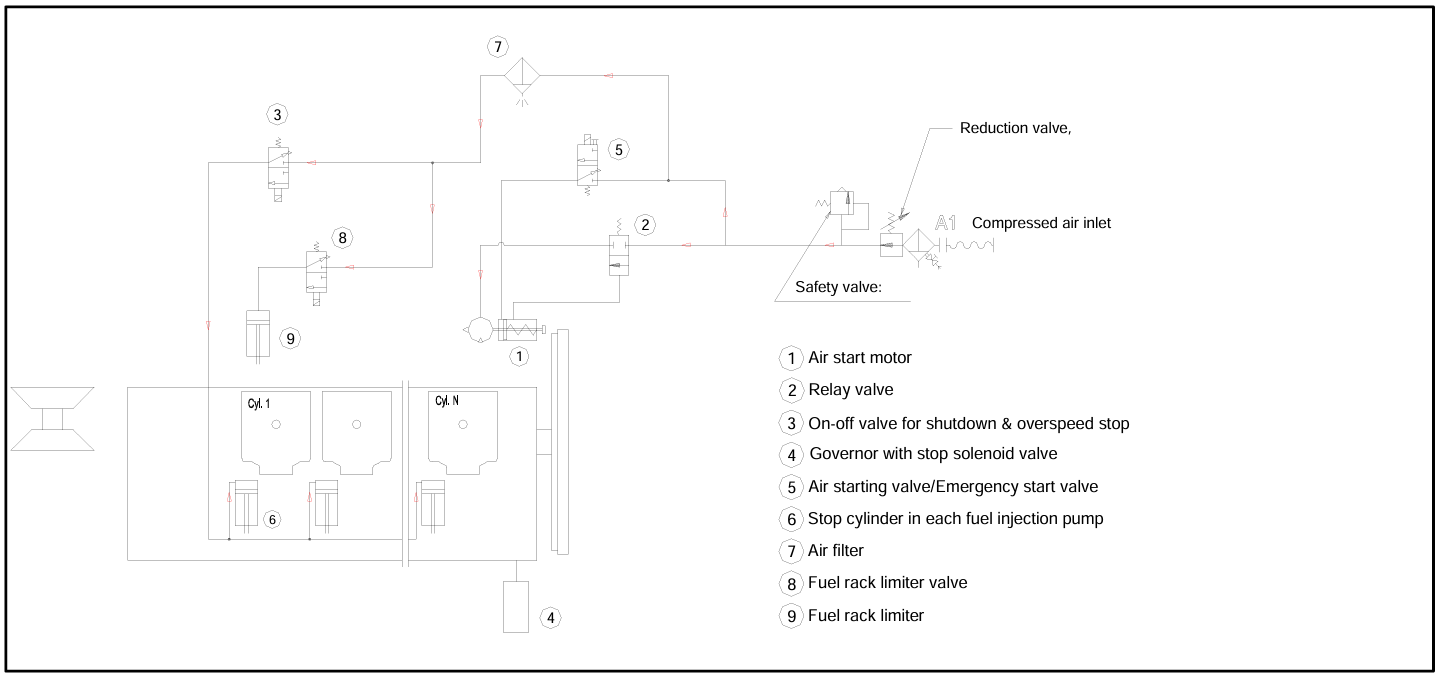 7
3
5
Reduction valve,
2
A1 Compressed air inlet
8
Safety valve:
9
1
Cyl. 1
Cyl. N
6
4
1 Air start motor
2 Relay valve
3 On-off valve for shutdown & overspeed stop
4 Governor with stop solenoid valve
5 Air starting valve/Emergency start valve
6 Stop cylinder in each fuel injection pump
7 Air filter
8 Fuel rack limiter valve
9 Fuel rack limiter